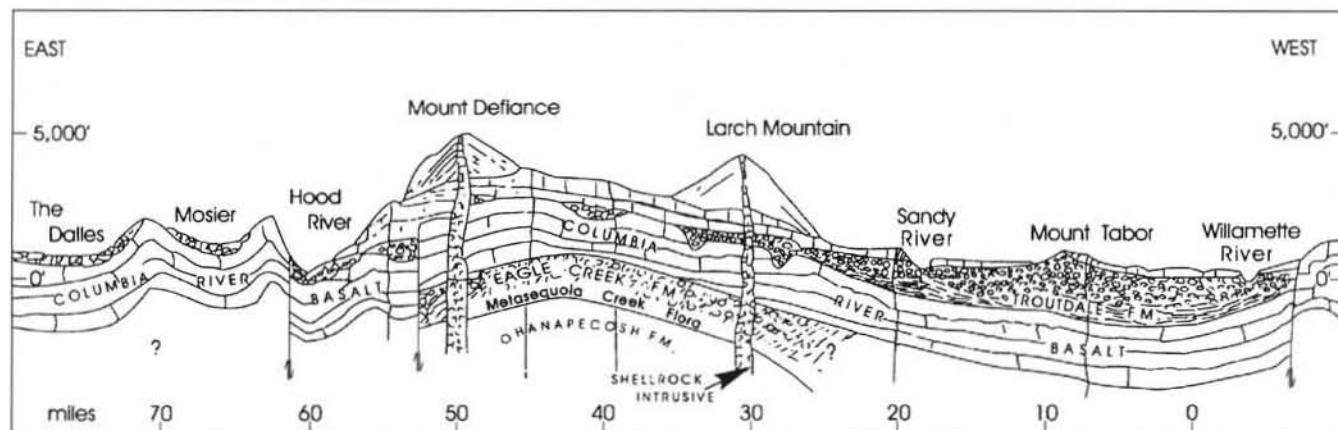 EAST
WEST
Mount Defiance
5,000'
5,000'
Larch Mountain
The
Dalles
Mosier
Hood
River
Sandy
River
Mount Tabor
Willamette
River
COLUMBIA
0'
0'
COLUMBIA RIVER BASALT
EAGLE CREEK FM.
RIVER
TROUTDALE FM.
Metasequoia Creek
Flora
BASALT
OHANAPECOSH FM.
?
?
SHELLROCK
INTRUSIVE
miles 70 60 50 40 30 20 10 0